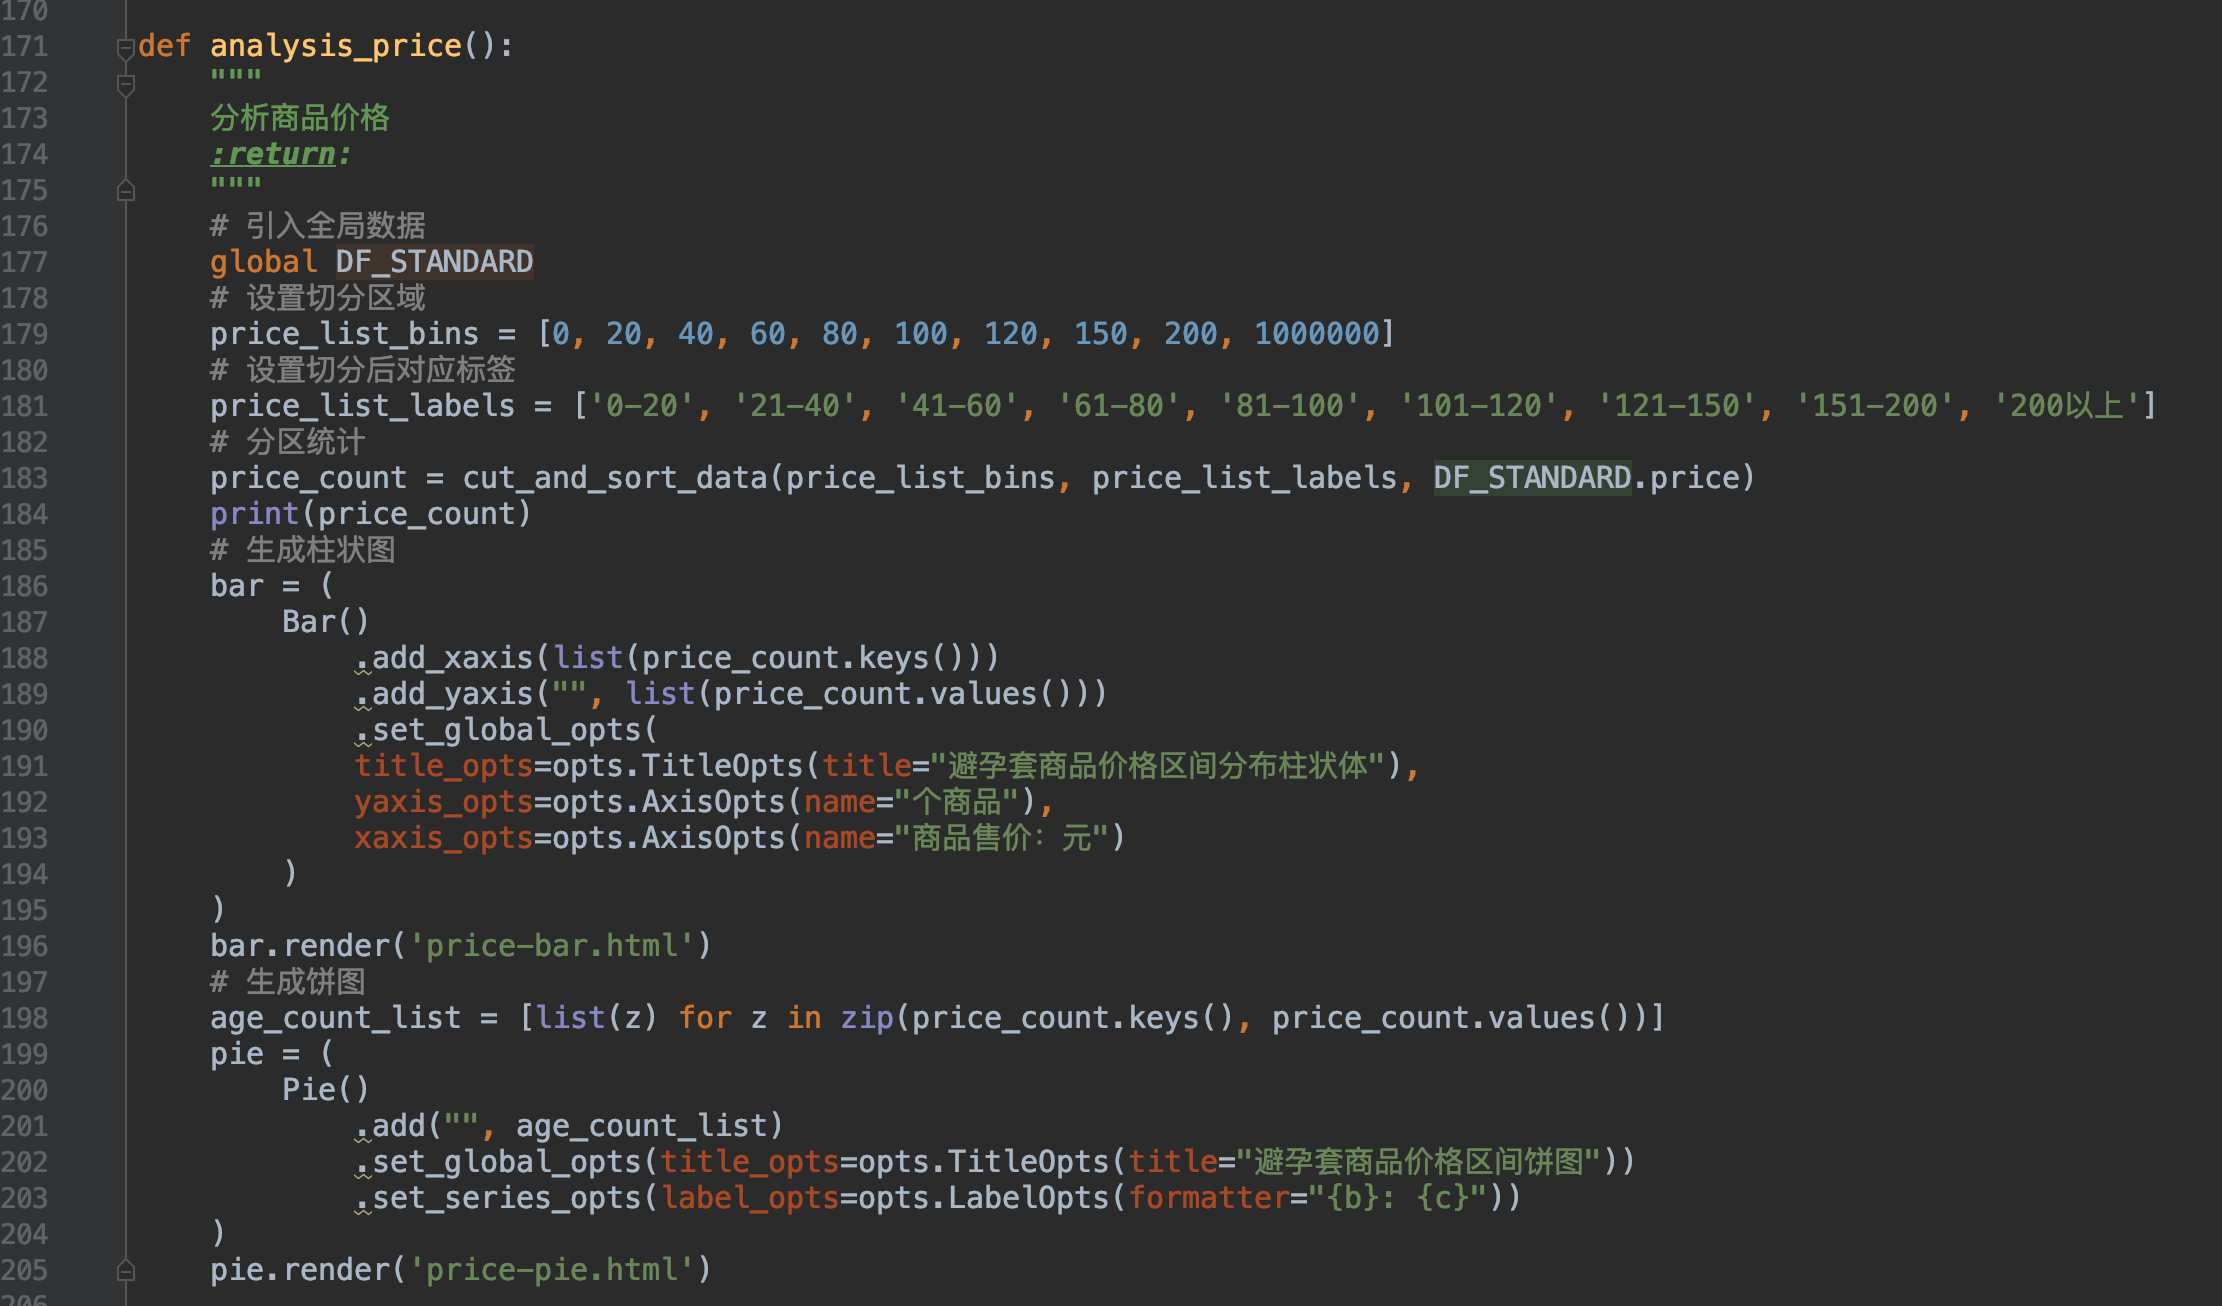 170
171 def analysis_price():
172     """
173     分析商品价格
174     :return:
175     """
176     # 引入全局数据
177     global DF_STANDARD
178     # 设置切分区域
179     price_list_bins = [0, 20, 40, 60, 80, 100, 120, 150, 200, 1000000]
180     # 设置切分后对应标签
181     price_list_labels = ['0-20', '21-40', '41-60', '61-80', '81-100', '101-120', '121-150', '151-200', '200以上']
182     # 分区统计
183     price_count = cut_and_sort_data(price_list_bins, price_list_labels, DF_STANDARD.price)
184     print(price_count)
185     # 生成柱状图
186     bar = (
187         Bar()
188             .add_xaxis(list(price_count.keys()))
189             .add_yaxis("", list(price_count.values()))
190             .set_global_opts(
191             title_opts=opts.TitleOpts(title="避孕套商品价格区间分布柱状体"),
192             yaxis_opts=opts.AxisOpts(name="个商品"),
193             xaxis_opts=opts.AxisOpts(name="商品售价：元")
194         )
195     )
196     bar.render('price-bar.html')
197     # 生成饼图
198     age_count_list = [list(z) for z in zip(price_count.keys(), price_count.values())]
199     pie = (
200         Pie()
201             .add("", age_count_list)
202             .set_global_opts(title_opts=opts.TitleOpts(title="避孕套商品价格区间饼图"))
203             .set_series_opts(label_opts=opts.LabelOpts(formatter="{b}: {c}"))
204     )
205     pie.render('price-pie.html')
206